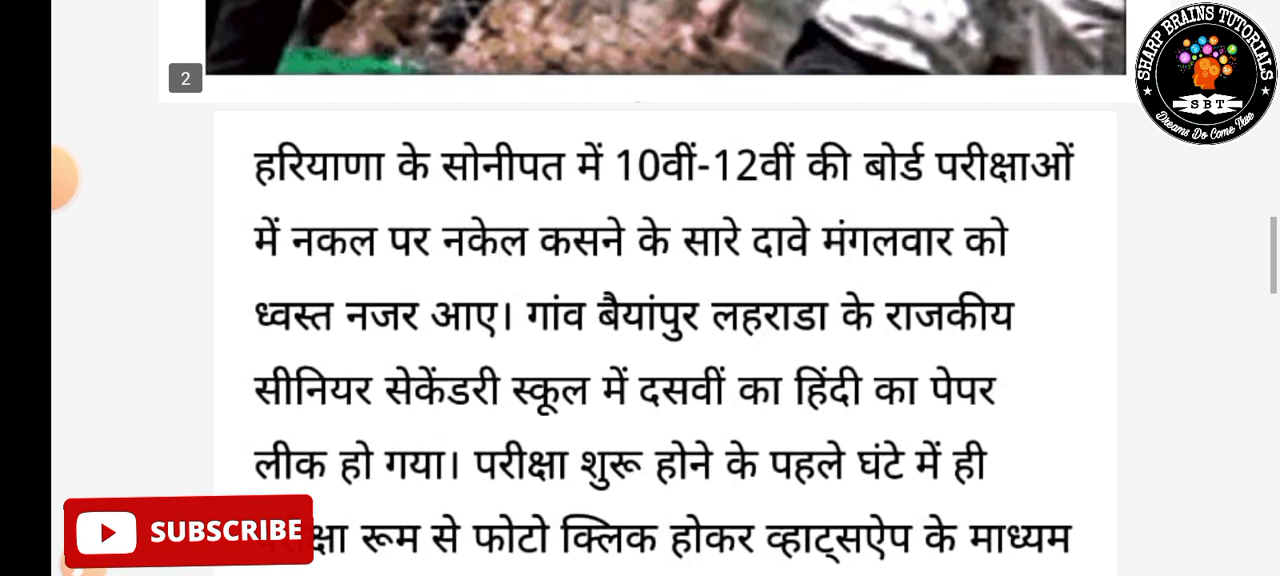 2
SHARP BRAINS TUTORIALS
SBT
Dreams Do Come True
हरियाणा के सोनीपत में 10वीं-12वीं की बोर्ड परीक्षाओं
में नकल पर नकेल कसने के सारे दावे मंगलवार को
ध्वस्त नजर आए। गांव बैयांपुर लहराडा के राजकीय
सीनियर सेकेंडरी स्कूल में दसवीं का हिंदी का पेपर
लीक हो गया। परीक्षा शुरू होने के पहले घंटे में ही
रूम से फोटो क्लिक होकर व्हाट्सऐप के माध्यम
SUBSCRIBE